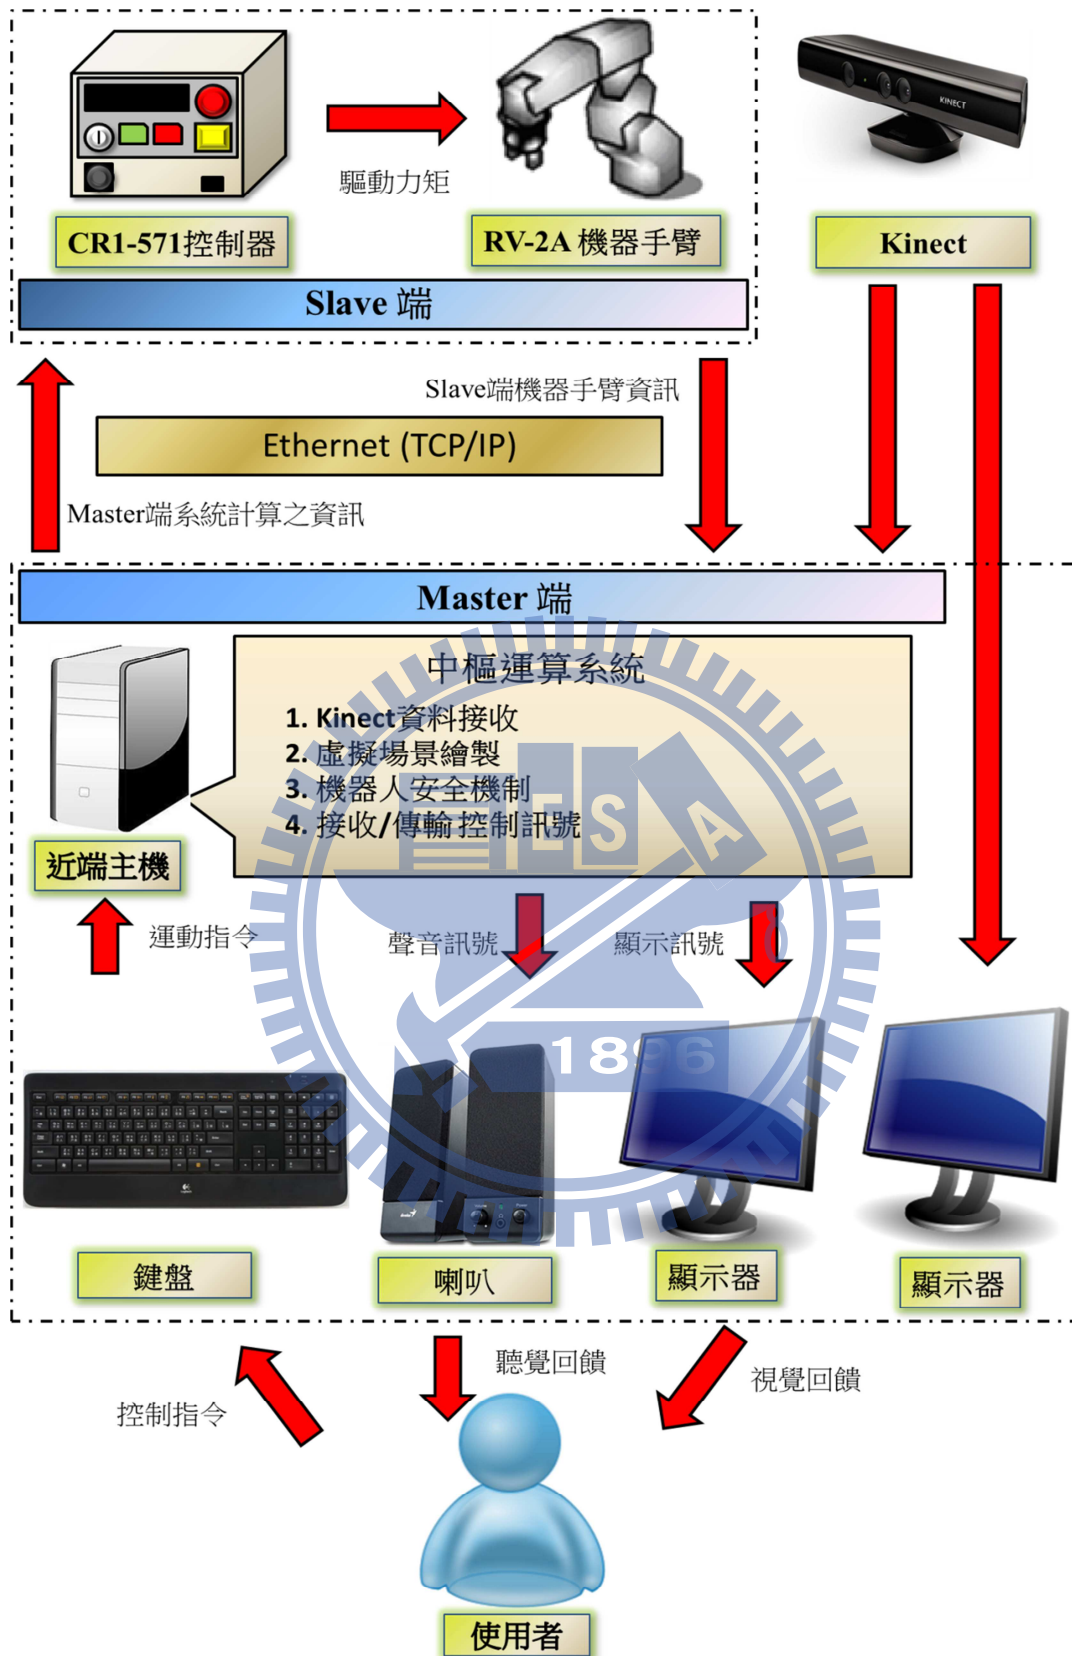 KINECT
驅動力矩
CR1-571控制器
RV-2A 機器手臂
Kinect
Slave 端
Slave端機器手臂資訊
Ethernet (TCP/IP)
Master端系統計算之資訊
Master 端
中樞運算系統
1. Kinect資料接收
2. 虛擬場景繪製
3. 機器人安全機制
4. 接收/傳輸控制訊號
近端主機
運動指令
聲音訊號
顯示訊號
ESA
1896
鍵盤
喇叭
顯示器
顯示器
控制指令
聽覺回饋
視覺回饋
使用者